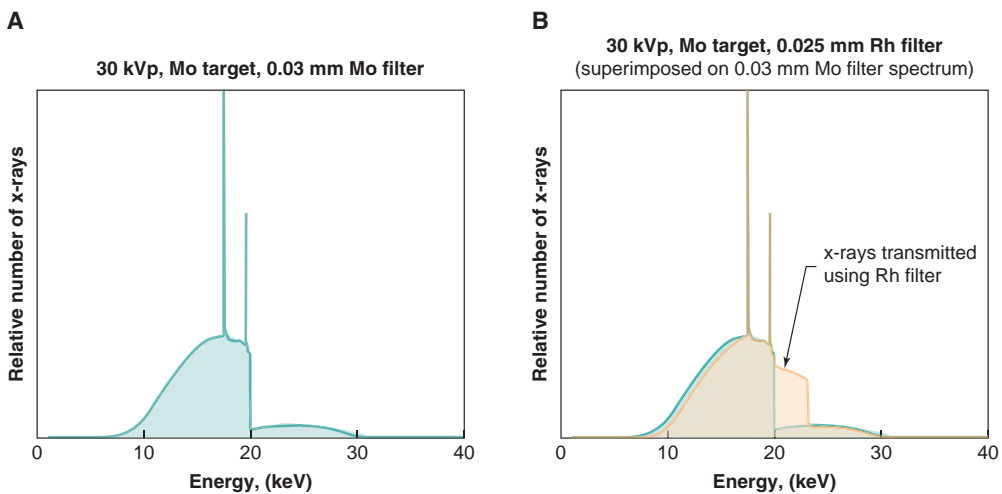 A
30 kVp, Mo target, 0.03 mm Mo filter
Relative number of x-rays
0
10
20
30
40
Energy, (keV)
B
30 kVp, Mo target, 0.025 mm Rh filter
(superimposed on 0.03 mm Mo filter spectrum)
Relative number of x-rays
x-rays transmitted
using Rh filter
0
10
20
30
40
Energy, (keV)